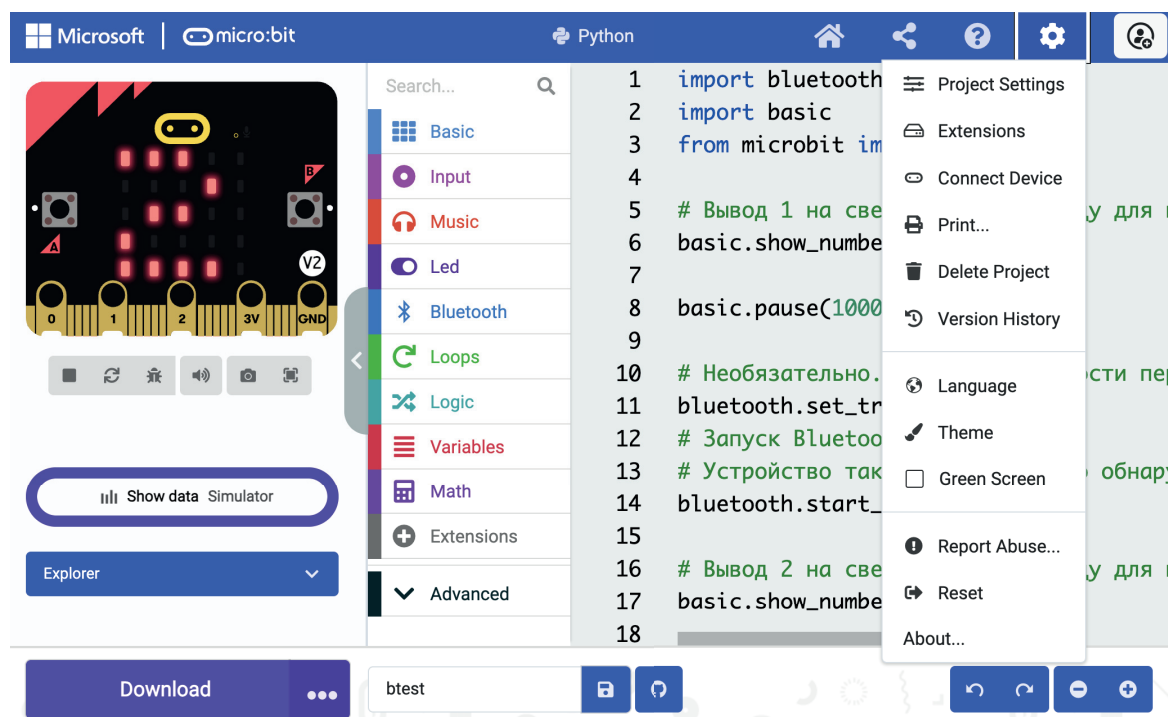 Microsoft | micro:bit
Python
B
A
V2
0 1 2 3V GND
Show data Simulator
Explorer
Download
Search...
Basic
Input
Music
Led
Bluetooth
Loops
Logic
Variables
Math
Extensions
Advanced
1 import bluetooth
2 import basic
3 from microbit im
4
5 # Вывод 1 на све у для
6 basic.show_numbe
7
8 basic.pause(1000
9
10 # Необязательно. сти пе
11 bluetooth.set_tr
12 # Запуск Bluetoo
13 # Устройство так обнару
14 bluetooth.start_
15
16 # Вывод 2 на све у для
17 basic.show_numbe
18
Project Settings
Extensions
Connect Device
Print...
Delete Project
Version History
Language
Theme
Green Screen
Report Abuse...
Reset
About...
btest